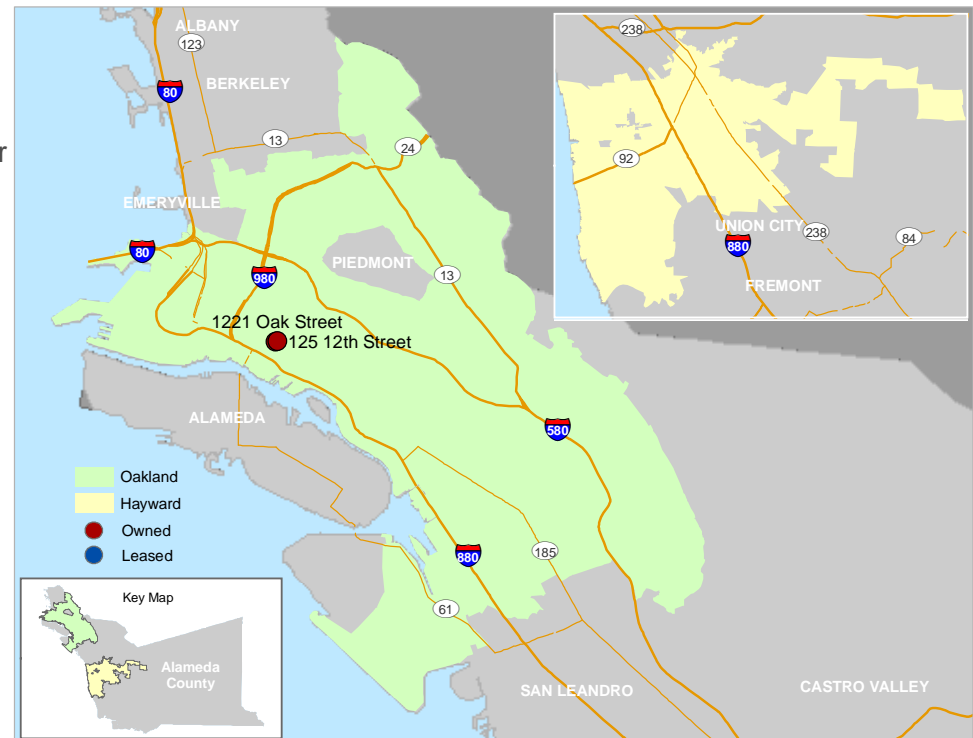 ALBANY
123
BERKELEY
80
13
24
r
EMERYVILLE
80
PIEDMONT
980
13
1221 Oak Street
125 12th Street
ALAMEDA
580
Oakland
Hayward
Owned
Leased
880
185
61
Key Map
Alameda
County
SAN LEANDRO
CASTRO VALLEY
238
92
UNION CITY
238
84
880
FREMONT